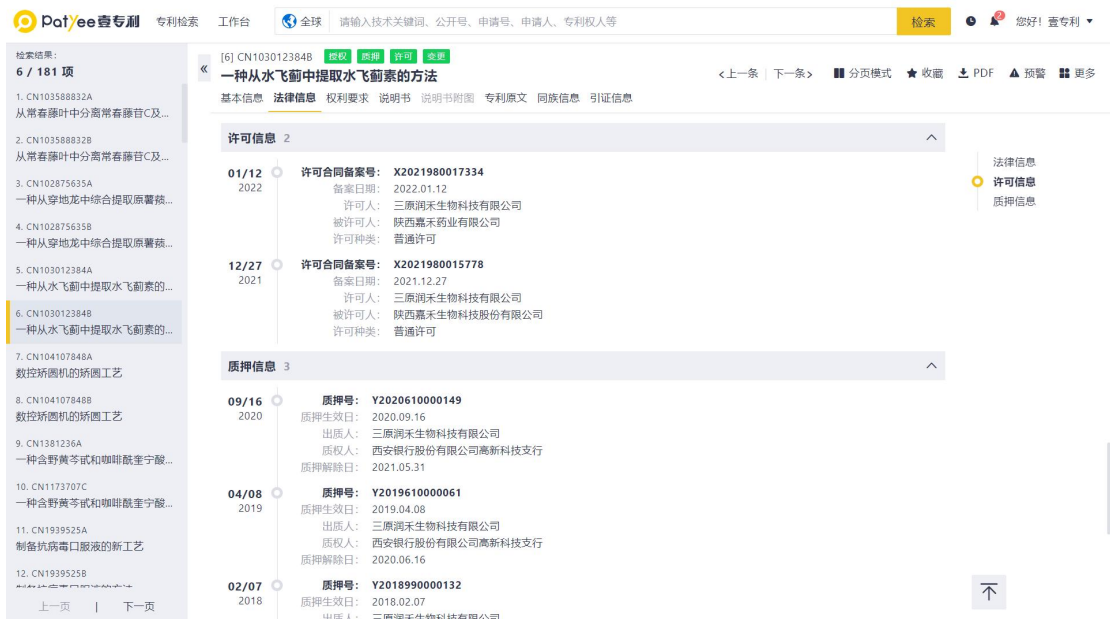 PatYee壹专利 专利检索 工作台 全球 请输入技术关键词、公开号、申请号、申请人、专利权人等 检索 2 您好！壹专利
检索结果:
6 / 181 项
1. CN103588832A
从常春藤叶中分离常春藤苷C及...
2. CN103588832B
从常春藤叶中分离常春藤苷C及...
3. CN102875635A
一种从穿地龙中综合提取原薯蓣...
4. CN102875635B
一种从穿地龙中综合提取原薯蓣...
5. CN103012384A
一种从水飞蓟中提取水飞蓟素的...
6. CN103012384B
一种从水飞蓟中提取水飞蓟素的...
7. CN104107848A
数控矫圆机的矫圆工艺
8. CN104107848B
数控矫圆机的矫圆工艺
9. CN1381236A
一种含野黄芩甙和咖啡酰奎宁酸...
10. CN1173707C
一种含野黄芩甙和咖啡酰奎宁酸...
11. CN1939525A
制备抗病毒口服液的新工艺
12. CN1939525B
上一页 | 下一页
[6] CN103012384B 授权 质押 许可 变更
一种从水飞蓟中提取水飞蓟素的方法
<上一条 下一条> 分页模式 收藏 PDF 预警 更多
基本信息 法律信息 权利要求 说明书 说明书附图 专利原文 同族信息 引证信息
许可信息 2
01/12 许可合同备案号: X2021980017334
2022 备案日期: 2022.01.12
许可人: 三原润禾生物科技有限公司
被许可人: 陕西嘉禾药业有限公司
许可种类: 普通许可
12/27 许可合同备案号: X2021980015778
2021 备案日期: 2021.12.27
许可人: 三原润禾生物科技有限公司
被许可人: 陕西嘉禾生物科技股份有限公司
许可种类: 普通许可
质押信息 3
09/16 质押号: Y2020610000149
2020 质押生效日: 2020.09.16
出质人: 三原润禾生物科技有限公司
质权人: 西安银行股份有限公司高新科技支行
质押解除日: 2021.05.31
04/08 质押号: Y2019610000061
2019 质押生效日: 2019.04.08
出质人: 三原润禾生物科技有限公司
质权人: 西安银行股份有限公司高新科技支行
质押解除日: 2020.06.16
02/07 质押号: Y2018990000132
2018 质押生效日: 2018.02.07
出质人: 三原润禾生物科技有限公司
法律信息
许可信息
质押信息